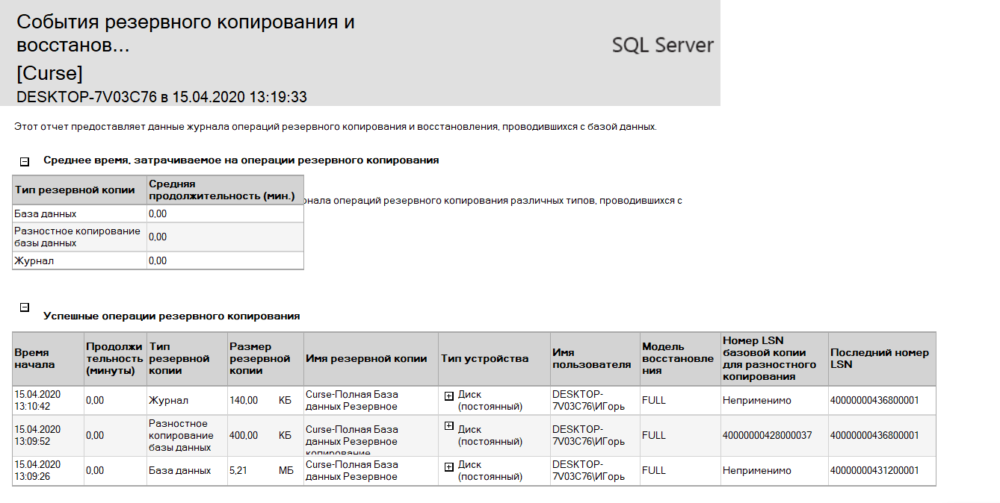 События резервного копирования и
восстанов...
SQL Server
[Curse]
DESKTOP-7V03C76 в 15.04.2020 13:19:33
Этот отчет предоставляет данные журнала операций резервного копирования и восстановления, проводившихся с базой данных.
Среднее время, затрачиваемое на операции резервного копирования
Тип резервной копии
Средняя
продолжительность (мин.)
нала операций резервного копирования различных типов, проводившихся с
База данных 0,00
Разностное копирование
базы данных
0,00
Журнал 0,00
Успешные операции резервного копирования
Время
начала
Продолжи
тельность
(минуты)
Тип
резервной
копии
Размер
резервной
копии
Имя резервной копии
Тип устройства
Имя
пользователя
Модель
восстановле
ния
Номер LSN
базовой копии
для разностного
копирования
Последний номер
LSN
15.04.2020
13:10:42
0,00
Журнал
140,00 КБ
Curse-Полная База
данных Резервное
Диск
(постоянный)
DESKTOP-
7V03C76\ИГорь
FULL
Неприменимо
40000000436800001
15.04.2020
13:09:52
0,00
Разностное
копирование
базы данных
400,00 КБ
Curse-Полная База
данных Резервное
копирование
Диск
(постоянный)
DESKTOP-
7V03C76\ИГорь
FULL
40000000428000037
40000000436800001
15.04.2020
13:09:26
0,00
База данных
5,21 МБ
Curse-Полная База
данных Резервное
Диск
(постоянный)
DESKTOP-
7V03C76\ИГорь
FULL
Неприменимо
40000000431200001